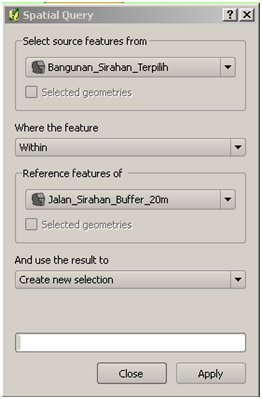 Spatial Query
Select source features from
Bangunan_Sirahan_Terpilih
Selected geometries
Where the feature
Within
Reference features of
Jalan_Sirahan_Buffer_20m
Selected geometries
And use the result to
Create new selection
Close Apply